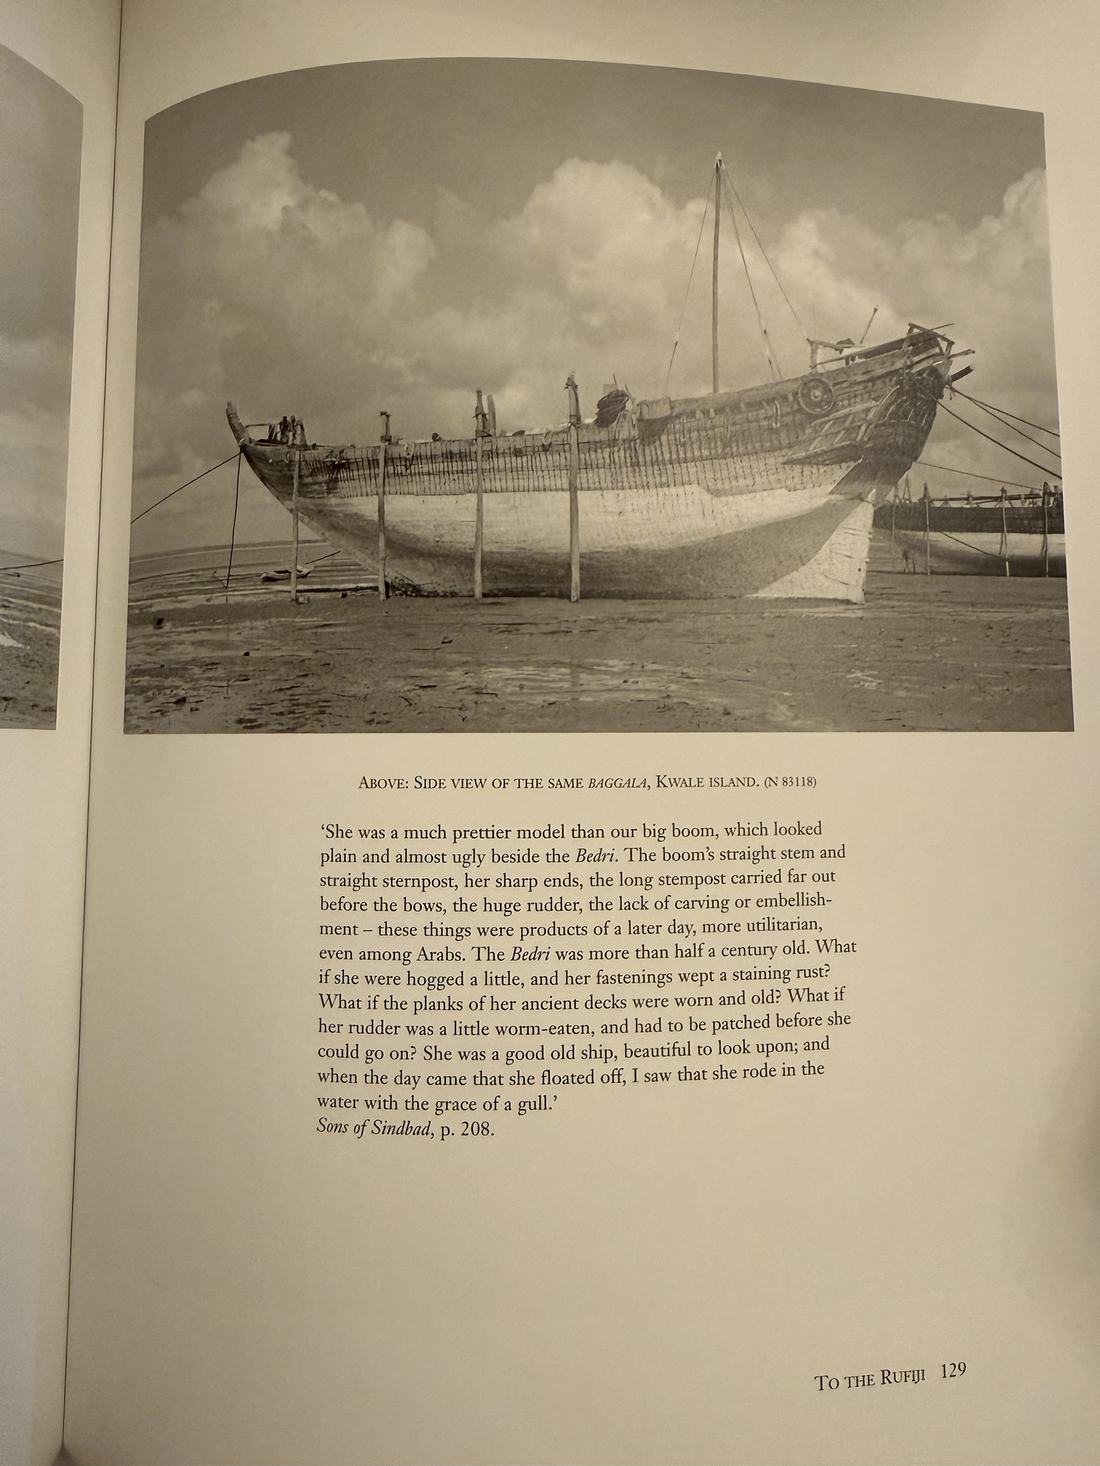 ABOVE: SIDE VIEW OF THE SAME BAGGALA, KWALE ISLAND. (N 83118)
‘She was a much prettier model than our big boom, which looked
plain and almost ugly beside the Bedri. The boom’s straight stem and
straight sternpost, her sharp ends, the long stempost carried far out
before the bows, the huge rudder, the lack of carving or embellish-
ment – these things were products of a later day, more utilitarian,
even among Arabs. The Bedri was more than half a century old. What
if she were hogged a little, and her fastenings wept a staining rust?
What if the planks of her ancient decks were worn and old? What if
her rudder was a little worm-eaten, and had to be patched before she
could go on? She was a good old ship, beautiful to look upon; and
when the day came that she floated off, I saw that she rode in the
water with the grace of a gull.’
Sons of Sindbad, p. 208.
TO THE RUFIJI 129